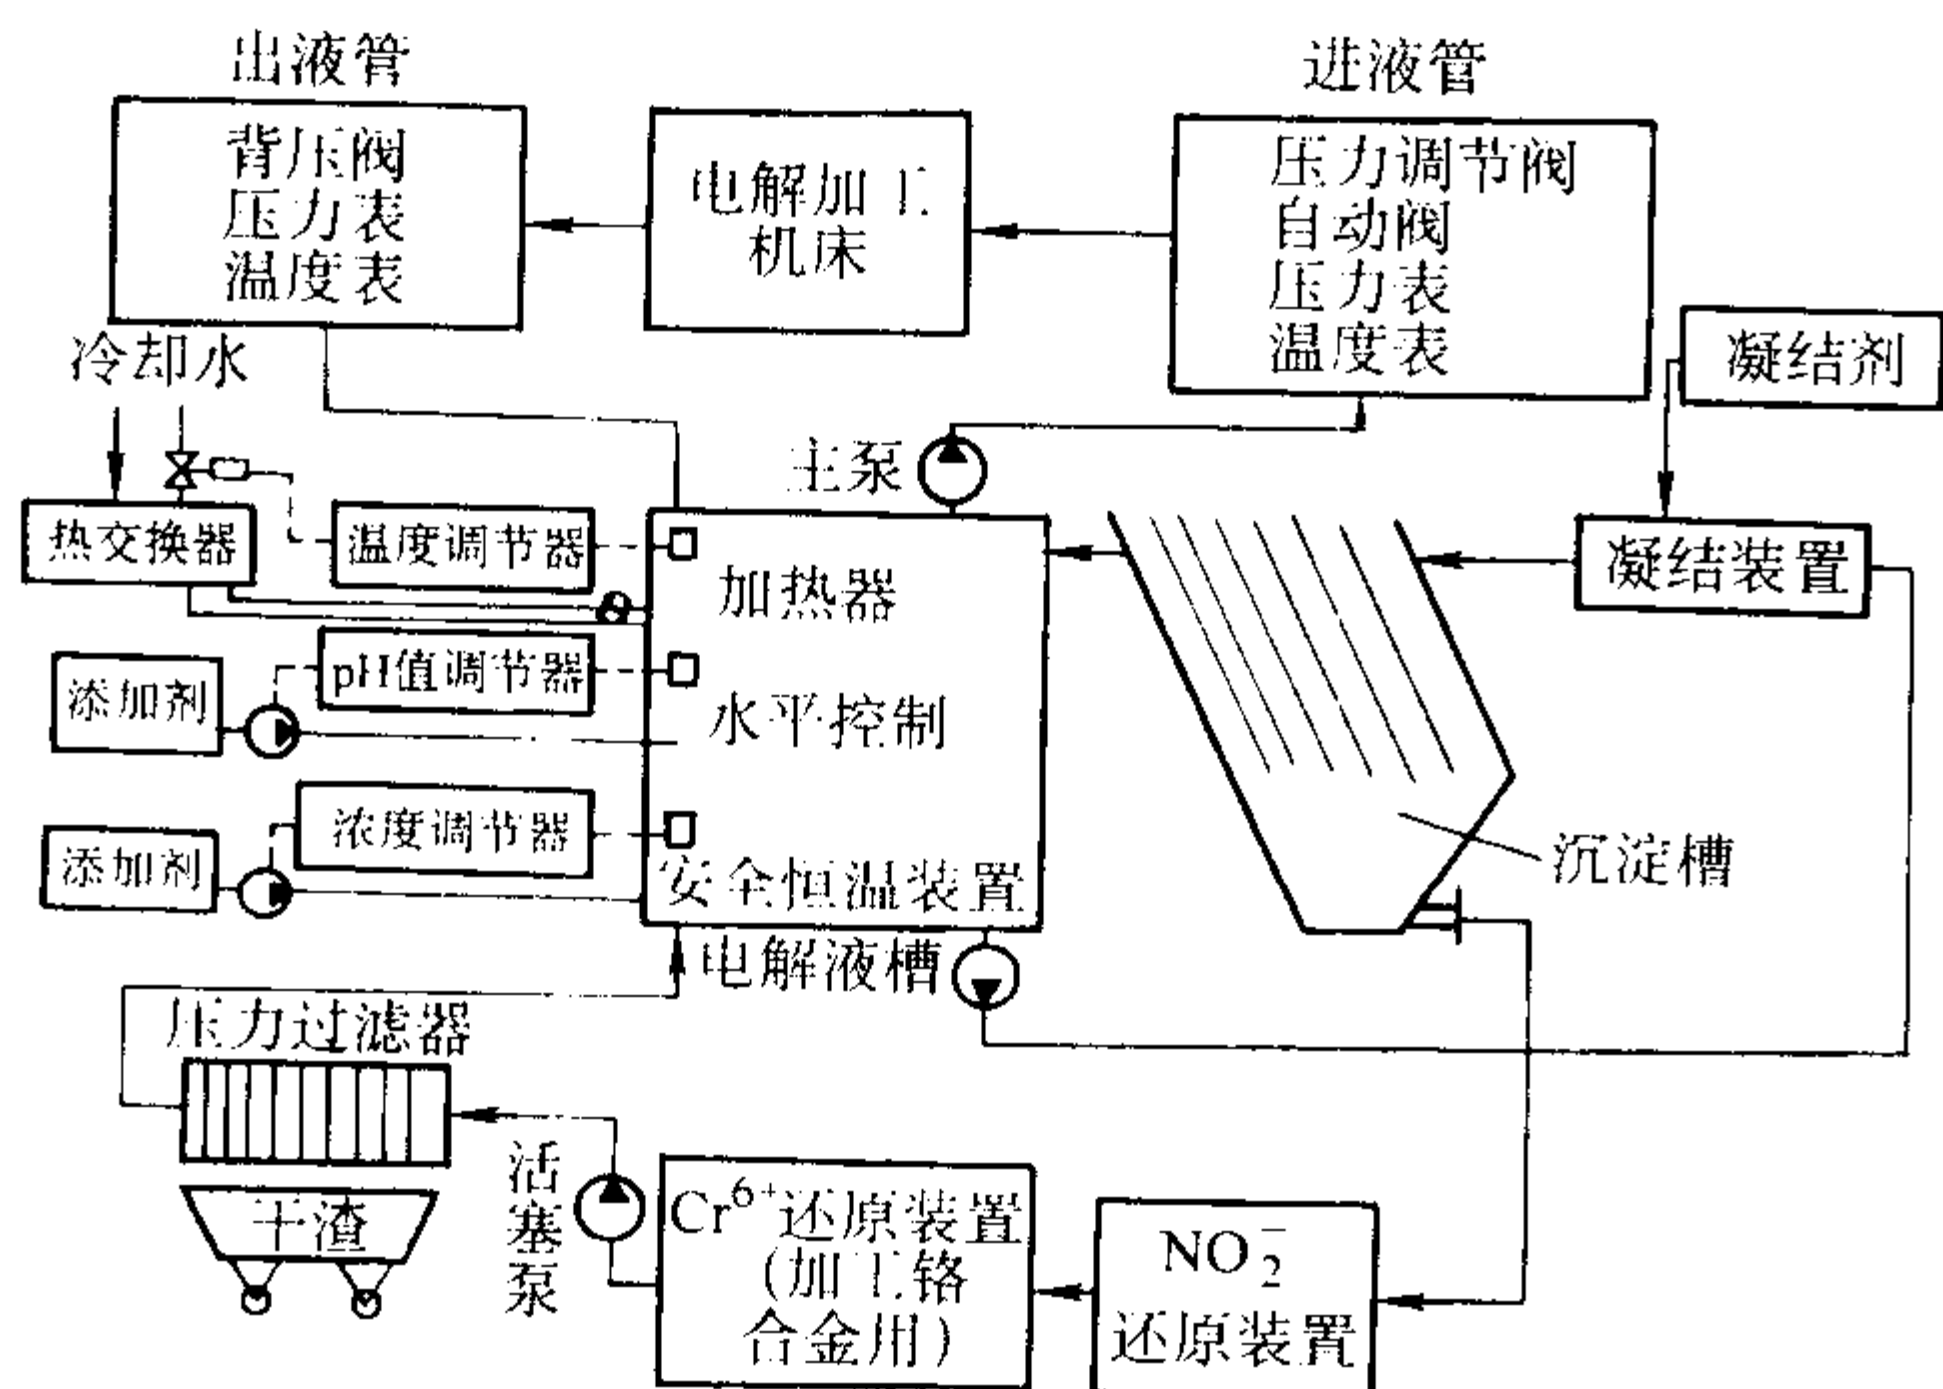 出液管
进液管
背压阀
压力表
温度表
电解加工
机床
压力调节阀
自动阀
压力表
温度表
凝结剂
冷却水
主泵
热交换器
温度调节器
加热器
凝结装置
添加剂
pH值调节器
水平控制
添加剂
浓度调节器
安全恒温装置
沉淀槽
电解液槽
压力过滤器
干渣
活塞泵
Cr⁶⁺还原装置
(加工铬
合金用)
NO₂⁻
还原装置